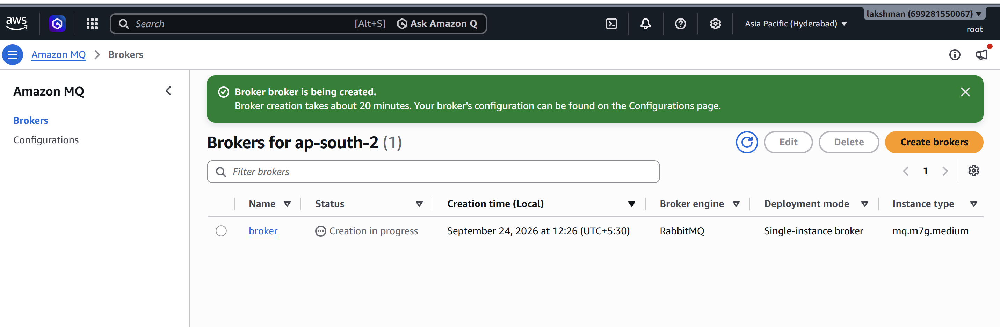 aws
Search [Alt+S] Ask Amazon Q
Asia Pacific (Hyderabad)
lakshman (699281550067)
root
Amazon MQ > Brokers
Amazon MQ
Brokers
Configurations
Broker broker is being created.
Broker creation takes about 20 minutes. Your broker's configuration can be found on the Configurations page.
Brokers for ap-south-2 (1)
Edit Delete Create brokers
Filter brokers
1
Name Status Creation time (Local) Broker engine Deployment mode Instance type
broker Creation in progress September 24, 2026 at 12:26 (UTC+5:30) RabbitMQ Single-instance broker mq.m7g.medium